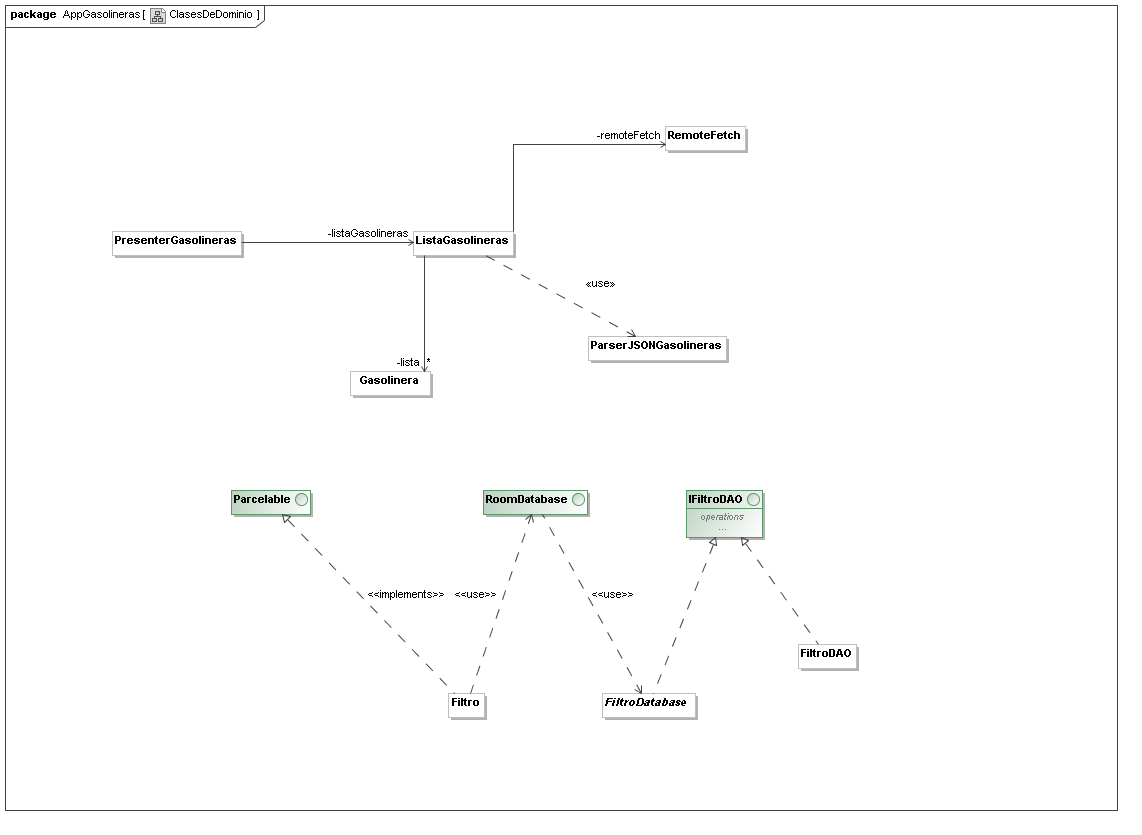 package AppGasolineras [ ClasesDeDominio ]
-remoteFetch
RemoteFetch
PresenterGasolineras
-listaGasolineras
ListaGasolineras
«use»
ParserJSONGasolineras
-lista
*
Gasolinera
Parcelable
RoomDatabase
IFiltroDAO
operations
...
<<implements>>
<<use>>
<<use>>
FiltroDAO
Filtro
FiltroDatabase